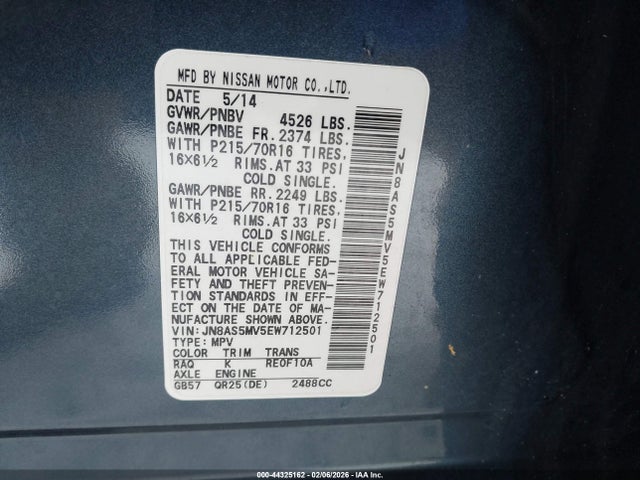 MFD BY NISSAN MOTOR CO.,LTD.
DATE 5/14
GVWR/PNBV 4526 LBS.
GAWR/PNBE FR. 2374 LBS.
WITH P215/70R16 TIRES,
16X6½ RIMS.AT 33 PSI
COLD SINGLE.
GAWR/PNBE RR. 2249 LBS.
WITH P215/70R16 TIRES,
16X6½ RIMS.AT 33 PSI
COLD SINGLE.
THIS VEHICLE CONFORMS
TO ALL APPLICABLE FED-
ERAL MOTOR VEHICLE SA-
FETY AND THEFT PREVEN-
TION STANDARDS IN EFF-
ECT ON THE DATE OF MA-
NUFACTURE SHOWN ABOVE.
VIN:JN8AS5MV5EW712501
TYPE:MPV
COLOR TRIM TRANS
RAQ K RE0F10A
AXLE ENGINE
GB57 QR25(DE) 2488CC
JN8AS5MV5EW712501
000-44325162 | 02/06/2026 - IAA Inc.